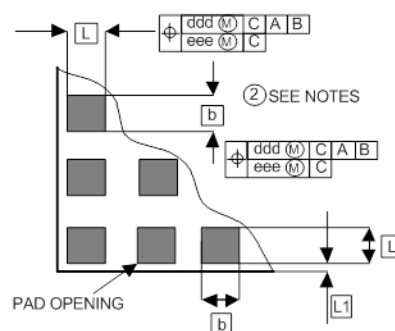 L
⌖ ddd Ⓜ C A B
eee Ⓜ C
② SEE NOTES
b
⌖ ddd Ⓜ C A B
eee Ⓜ C
L
L1
PAD OPENING
b